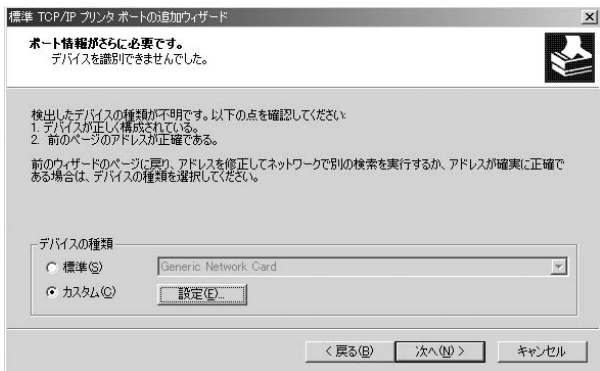 標準 TCP/IP プリンタ ポートの追加ウィザード
ポート情報がさらに必要です。
デバイスを識別できませんでした。
検出したデバイスの種類が不明です。以下の点を確認してください:
1. デバイスが正しく構成されている。
2. 前のページのアドレスが正確である。
前のウィザードのページに戻り、アドレスを修正してネットワークで別の検索を実行するか、アドレスが確実に正確で
ある場合は、デバイスの種類を選択してください。
デバイスの種類
標準(S)
Generic Network Card
カスタム(C)
設定(E)...
< 戻る(B)
次へ(N) >
キャンセル